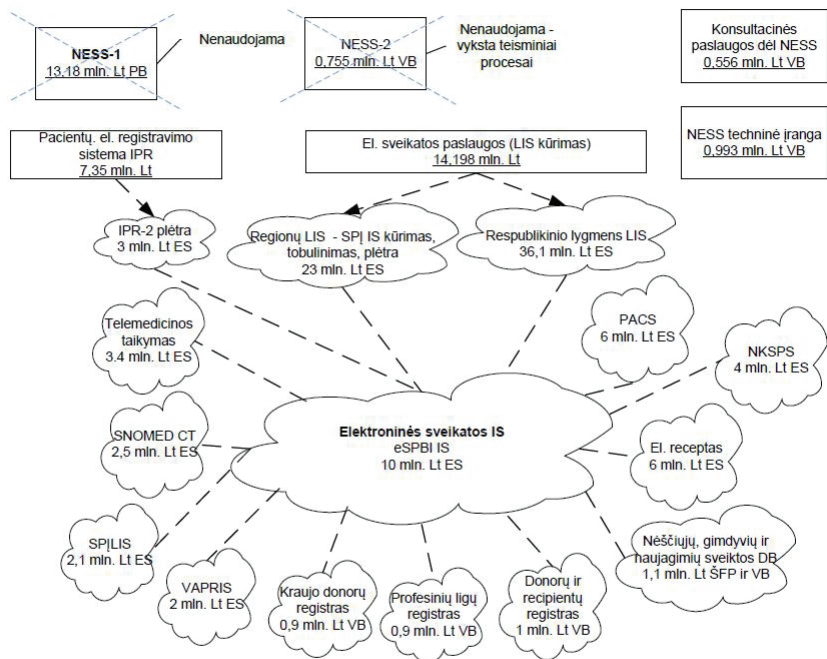 NESS-1
13,18 mln. Lt PB
Nenaudojama
NESS-2
0,755 mln. Lt VB
Nenaudojama -
vyksta teisminiai
procesai
Konsultacinės
paslaugos dėl NESS
0,556 mln. Lt VB
NESS techninė įranga
0,993 mln. Lt VB
Pacientų. el. registravimo
sistema IPR
7,35 mln. Lt
El. sveikatos paslaugos (LIS kūrimas)
14,198 mln. Lt
IPR-2 plėtra
3 mln. Lt ES
Regionų LIS - SPĮ IS kūrimas,
tobulinimas, plėtra
23 mln. Lt ES
Respublikinio lygmens LIS
36,1 mln. Lt ES
Telemedicinos
taikymas
3.4 mln. Lt ES
PACS
6 mln. Lt ES
NKSPS
4 mln. Lt ES
SNOMED CT
2,5 mln. Lt ES
Elektroninės sveikatos IS
eSPBI IS
10 mln. Lt ES
El. receptas
6 mln. Lt ES
SPĮLIS
2,1 mln. Lt ES
VAPRIS
2 mln. Lt ES
Kraujo donorų
registras
0,9 mln. Lt VB
Profesinių ligų
registras
0,9 mln. Lt VB
Donorų ir
recipientų
registras
1 mln. Lt VB
Nėščiųjų, gimdyvių ir
naujagimių sveiktos DB
1,1 mln. Lt ŠFP ir VB